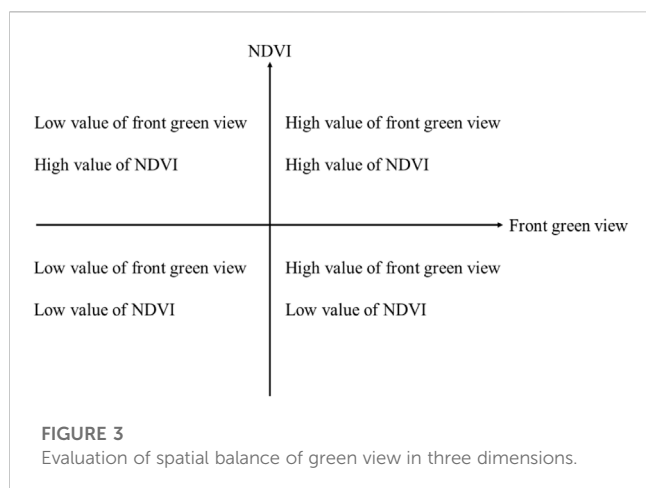 NDVI
Low value of front green view
High value of front green view
High value of NDVI
High value of NDVI
Front green view
Low value of front green view
High value of front green view
Low value of NDVI
Low value of NDVI
FIGURE 3
Evaluation of spatial balance of green view in three dimensions.